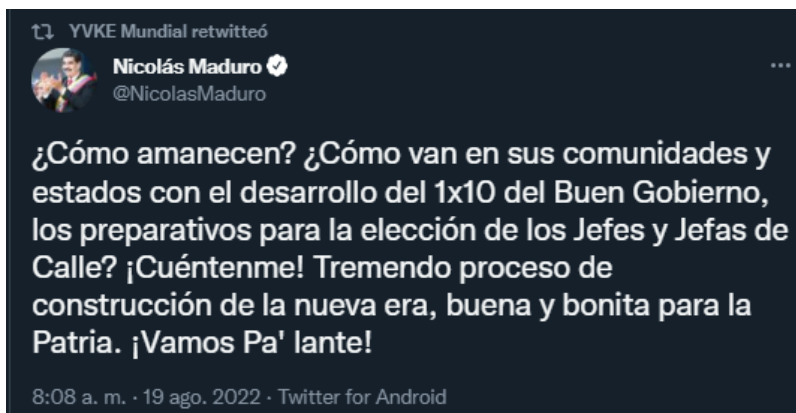 YVKE Mundial retwitteó
Nicolás Maduro
@NicolasMaduro
¿Cómo amanecen? ¿Cómo van en sus comunidades y
estados con el desarrollo del 1x10 del Buen Gobierno,
los preparativos para la elección de los Jefes y Jefas de
Calle? ¡Cuéntenme! Tremendo proceso de
construcción de la nueva era, buena y bonita para la
Patria. ¡Vamos Pa' lante!
8:08 a. m. · 19 ago. 2022 · Twitter for Android